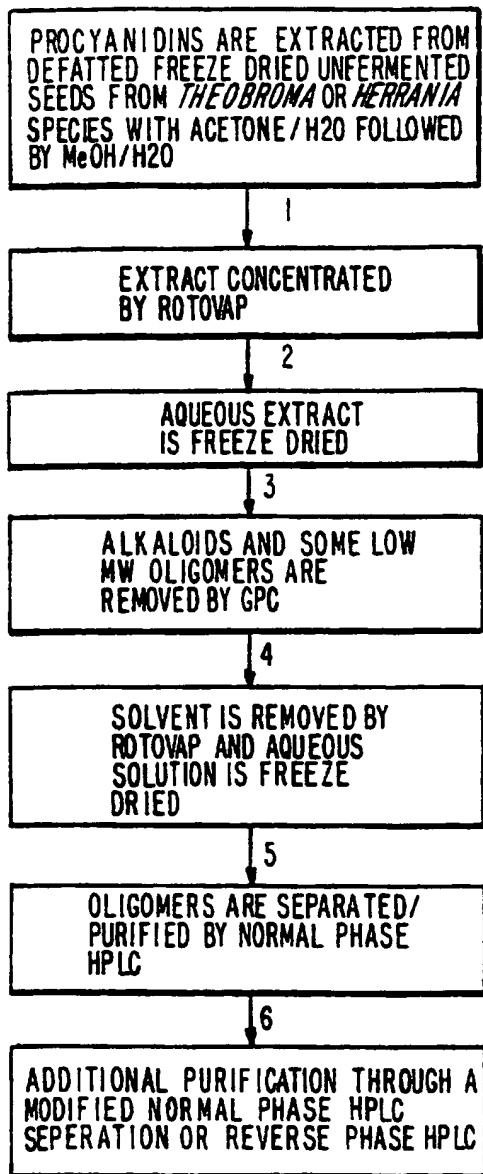 PROCYANIDINS ARE EXTRACTED FROM
DEFATTED FREEZE DRIED UNFERMENTED
SEEDS FROM THEOBROMA OR HERRANIA
SPECIES WITH ACETONE/H2O FOLLOWED
BY MeOH/H2O
1
EXTRACT CONCENTRATED
BY ROTOVAP
2
AQUEOUS EXTRACT
IS FREEZE DRIED
3
ALKALOIDS AND SOME LOW
MW OLIGOMERS ARE
REMOVED BY GPC
4
SOLVENT IS REMOVED BY
ROTOVAP AND AQUEOUS
SOLUTION IS FREEZE
DRIED
5
OLIGOMERS ARE SEPARATED/
PURIFIED BY NORMAL PHASE
HPLC
6
ADDITIONAL PURIFICATION THROUGH A
MODIFIED NORMAL PHASE HPLC
SEPERATION OR REVERSE PHASE HPLC